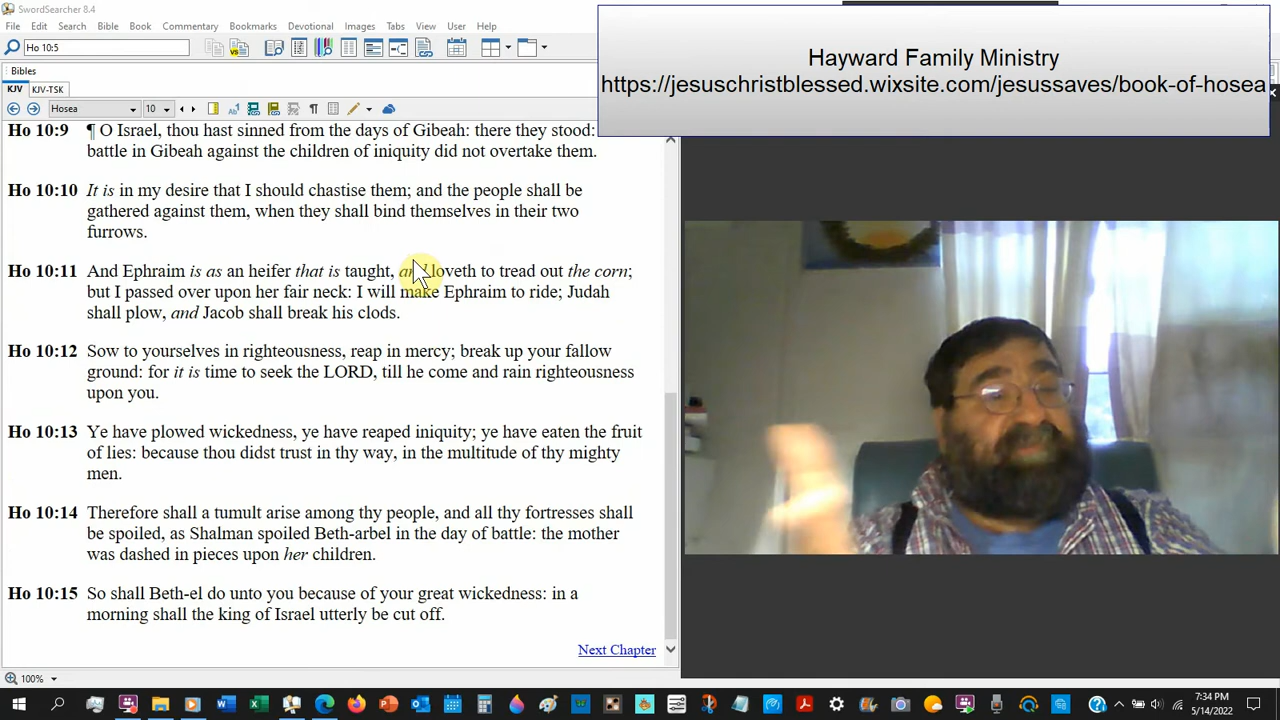 SwordSearcher 8.4
File Edit Search Bible Book Commentary Bookmarks Devotional Images Tabs View User Help
Ho 10:5
Hayward Family Ministry
https://jesuschristblessed.wixsite.com/jesussaves/book-of-hosea
Bibles
KJV KJV-TSK
Hosea 10
Ho 10:9 ¶ O Israel, thou hast sinned from the days of Gibeah: there they stood:
battle in Gibeah against the children of iniquity did not overtake them.
Ho 10:10 It is in my desire that I should chastise them; and the people shall be
gathered against them, when they shall bind themselves in their two
furrows.
Ho 10:11 And Ephraim is as an heifer that is taught, and loveth to tread out the corn;
but I passed over upon her fair neck: I will make Ephraim to ride; Judah
shall plow, and Jacob shall break his clods.
Ho 10:12 Sow to yourselves in righteousness, reap in mercy; break up your fallow
ground: for it is time to seek the LORD, till he come and rain righteousness
upon you.
Ho 10:13 Ye have plowed wickedness, ye have reaped iniquity; ye have eaten the fruit
of lies: because thou didst trust in thy way, in the multitude of thy mighty
men.
Ho 10:14 Therefore shall a tumult arise among thy people, and all thy fortresses shall
be spoiled, as Shalman spoiled Beth-arbel in the day of battle: the mother
was dashed in pieces upon her children.
Ho 10:15 So shall Beth-el do unto you because of your great wickedness: in a
morning shall the king of Israel utterly be cut off.
Next Chapter
100%
7:34 PM
5/14/2022